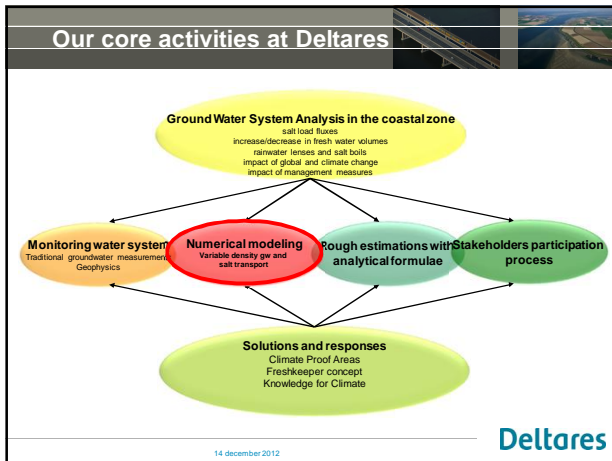 Our core activities at Deltares
Ground Water System Analysis in the coastal zone
salt load fluxes
increase/decrease in fresh water volumes
rainwater lenses and salt boils
impact of global and climate change
impact of management measures
Monitoring water system
Traditional groundwater measurement
Geophysics
Numerical modeling
Variable density gw and
salt transport
Rough estimations with
analytical formulae
Stakeholders participation
process
Solutions and responses
Climate Proof Areas
Freshkeeper concept
Knowledge for Climate
14 december 2012
Deltares